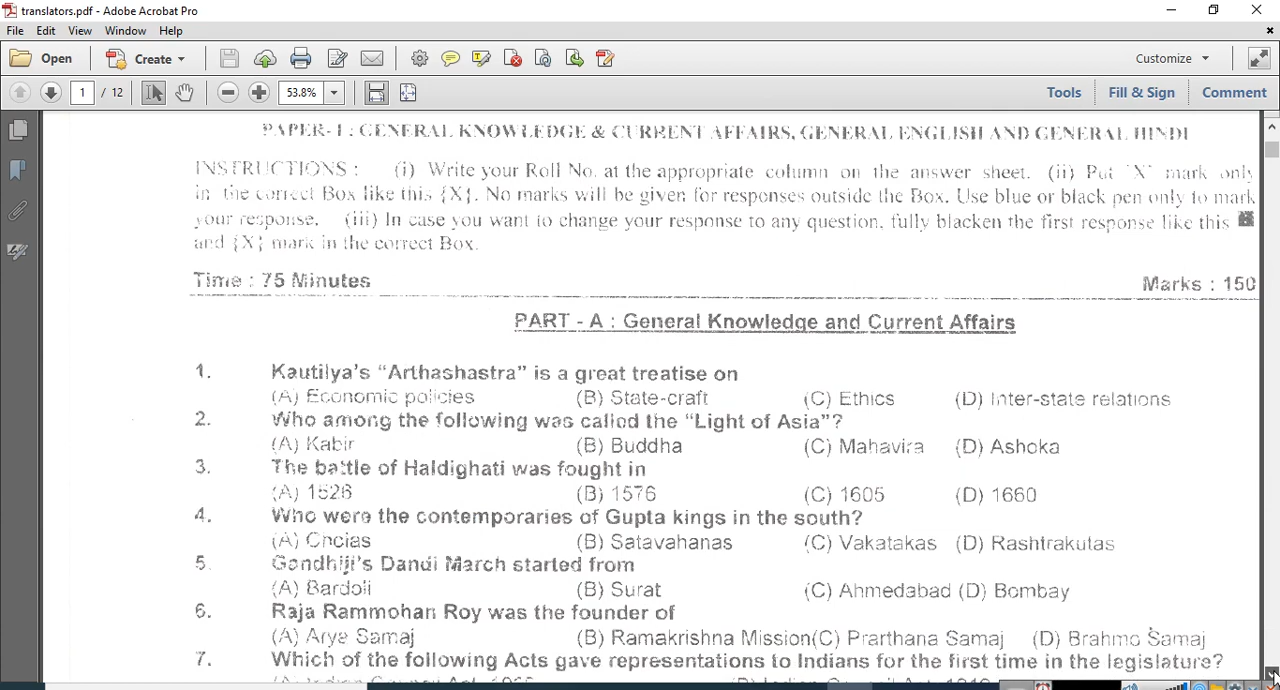 translators.pdf - Adobe Acrobat Pro
File Edit View Window Help
Open Create Customize
1 / 12 53.8% Tools Fill & Sign Comment
PAPER-I : GENERAL KNOWLEDGE & CURRENT AFFAIRS, GENERAL ENGLISH AND GENERAL HINDI
INSTRUCTIONS : (i) Write your Roll No. at the appropriate column on the answer sheet. (ii) Put 'X' mark only
in the correct Box like this {X}. No marks will be given for responses outside the Box. Use blue or black pen only to mark
your response. (iii) In case you want to change your response to any question, fully blacken the first response like this
and {X} mark in the correct Box.
Time : 75 Minutes Marks : 150
PART - A : General Knowledge and Current Affairs
1. Kautilya's "Arthashastra" is a great treatise on
(A) Economic policies (B) State-craft (C) Ethics (D) Inter-state relations
2. Who among the following was called the "Light of Asia"?
(A) Kabir (B) Buddha (C) Mahavira (D) Ashoka
3. The battle of Haldighati was fought in
(A) 1526 (B) 1576 (C) 1605 (D) 1660
4. Who were the contemporaries of Gupta kings in the south?
(A) Cholas (B) Satavahanas (C) Vakatakas (D) Rashtrakutas
5. Gandhiji's Dandi March started from
(A) Bardoli (B) Surat (C) Ahmedabad (D) Bombay
6. Raja Rammohan Roy was the founder of
(A) Arya Samaj (B) Ramakrishna Mission(C) Prarthana Samaj (D) Brahmo Samaj
7. Which of the following Acts gave representations to Indians for the first time in the legislature?